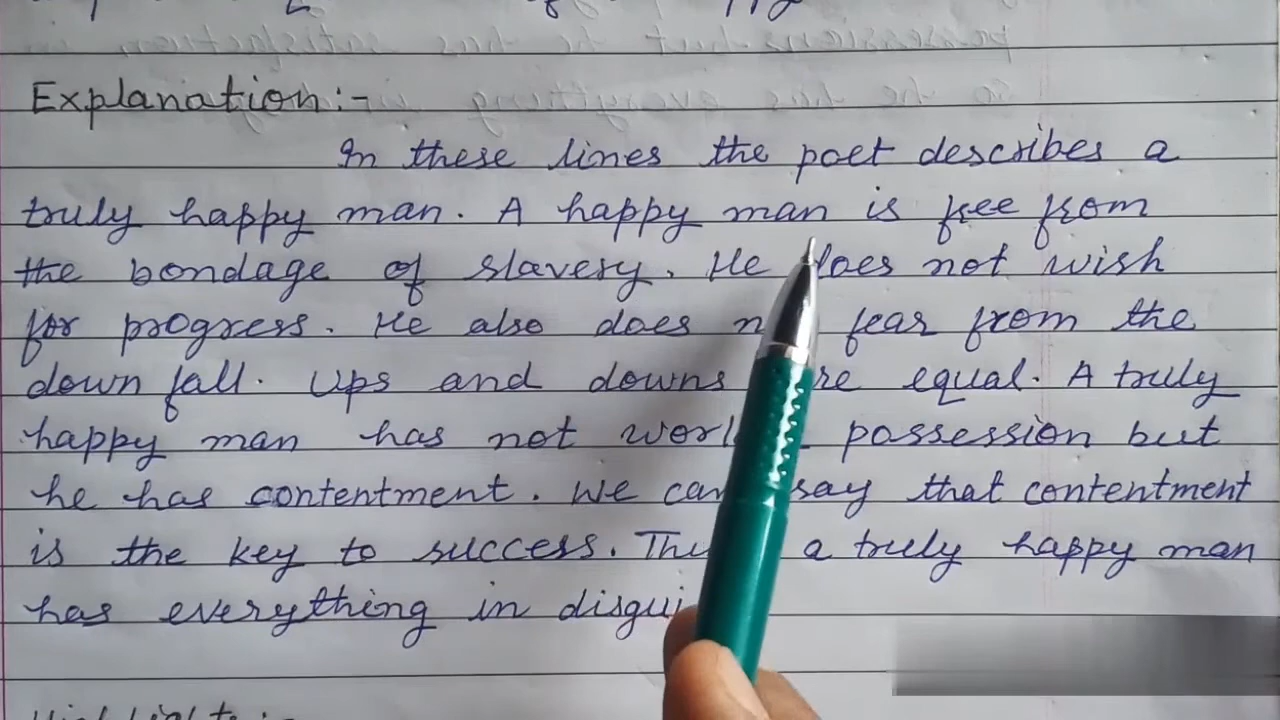 Explanation:-
In these lines the poet describes a
truly happy man. A happy man is free from
the bondage of slavery. He does not wish
for progress. He also does fear from the
down fall. Ups and downs equal. A truly
happy man has not possession but
he has contentment. We can say that contentment
is the key to success. a truly happy man
has everything in